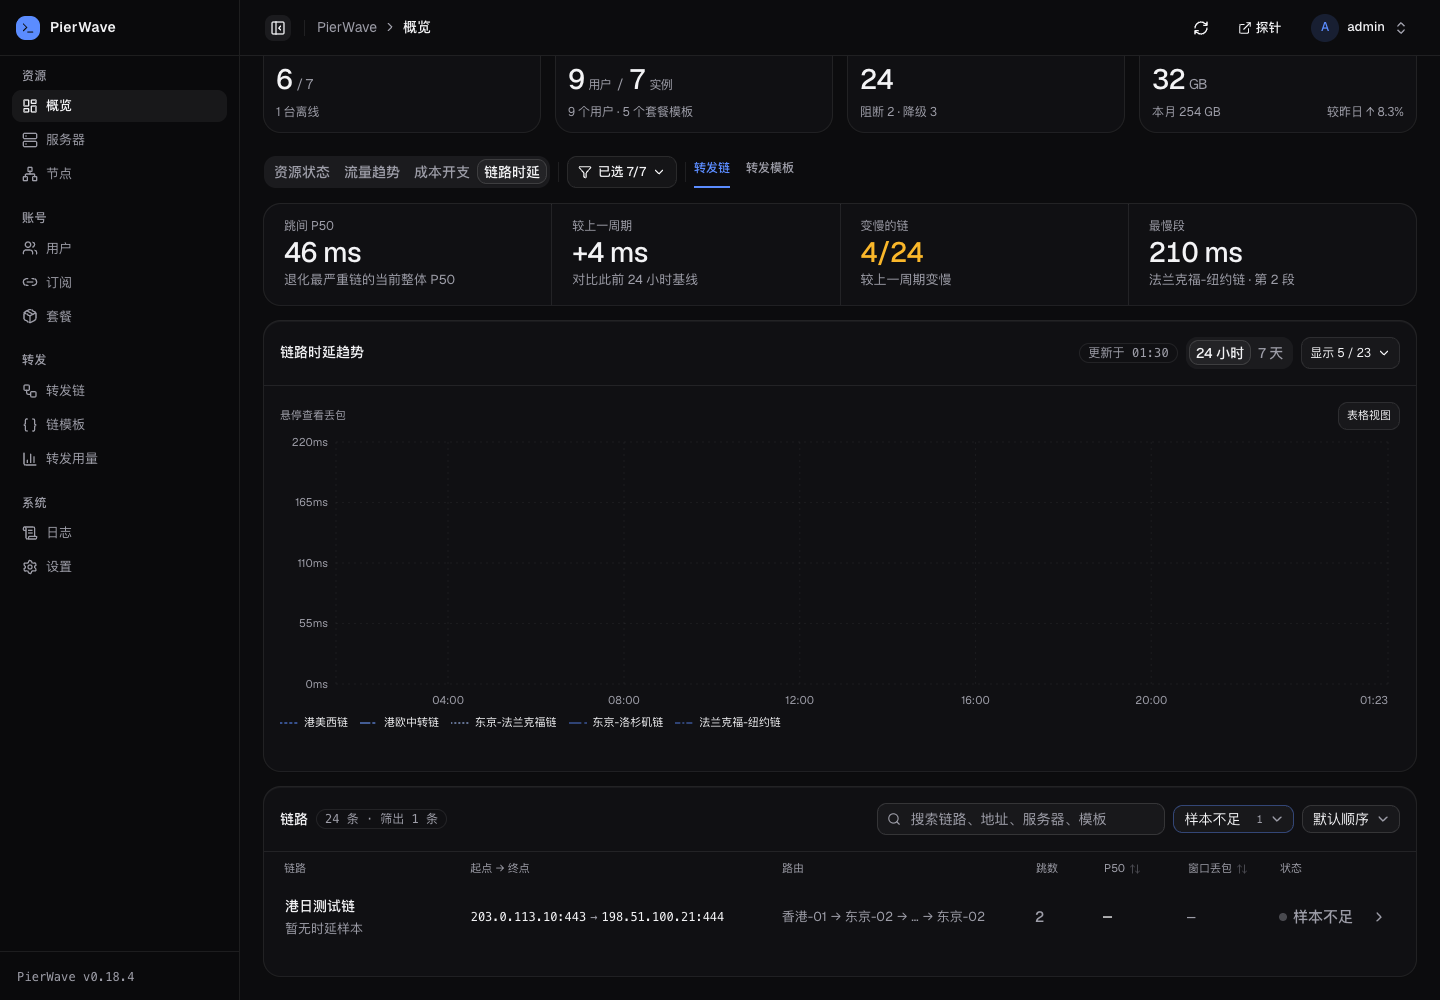 PierWave
PierWave > 概览
探针
A admin
资源
概览
服务器
节点
账号
用户
订阅
套餐
转发
转发链
链模板
转发用量
系统
日志
设置
PierWave v0.18.4
6 / 7
1 台离线
9 用户 / 7 实例
9 个用户 · 5 个套餐模板
24
阻断 2 · 降级 3
32 GB
本月 254 GB 较昨日 ↑ 8.3%
资源状态 流量趋势 成本开支 链路时延 已选 7/7 转发链 转发模板
跳间 P50
46 ms
退化最严重链的当前整体 P50
较上一周期
+4 ms
对比此前 24 小时基线
变慢的链
4/24
较上一周期变慢
最慢段
210 ms
法兰克福-纽约链 · 第 2 段
链路时延趋势 更新于 01:30 24 小时 7 天 显示 5 / 23
悬停查看丢包 表格视图
220ms
165ms
110ms
55ms
0ms
04:00 08:00 12:00 16:00 20:00 01:23
港美西链 港欧中转链 东京-法兰克福链 东京-洛杉矶链 法兰克福-纽约链
链路 24 条 · 筛出 1 条 搜索链路、地址、服务器、模板 样本不足 1 默认顺序
链路 起点 → 终点 路由 跳数 P50 ↑↓ 窗口丢包 ↑↓ 状态
港日测试链
暂无时延样本
203.0.113.10:443 → 198.51.100.21:444 香港-01 → 东京-02 → … → 东京-02 2 – – 样本不足